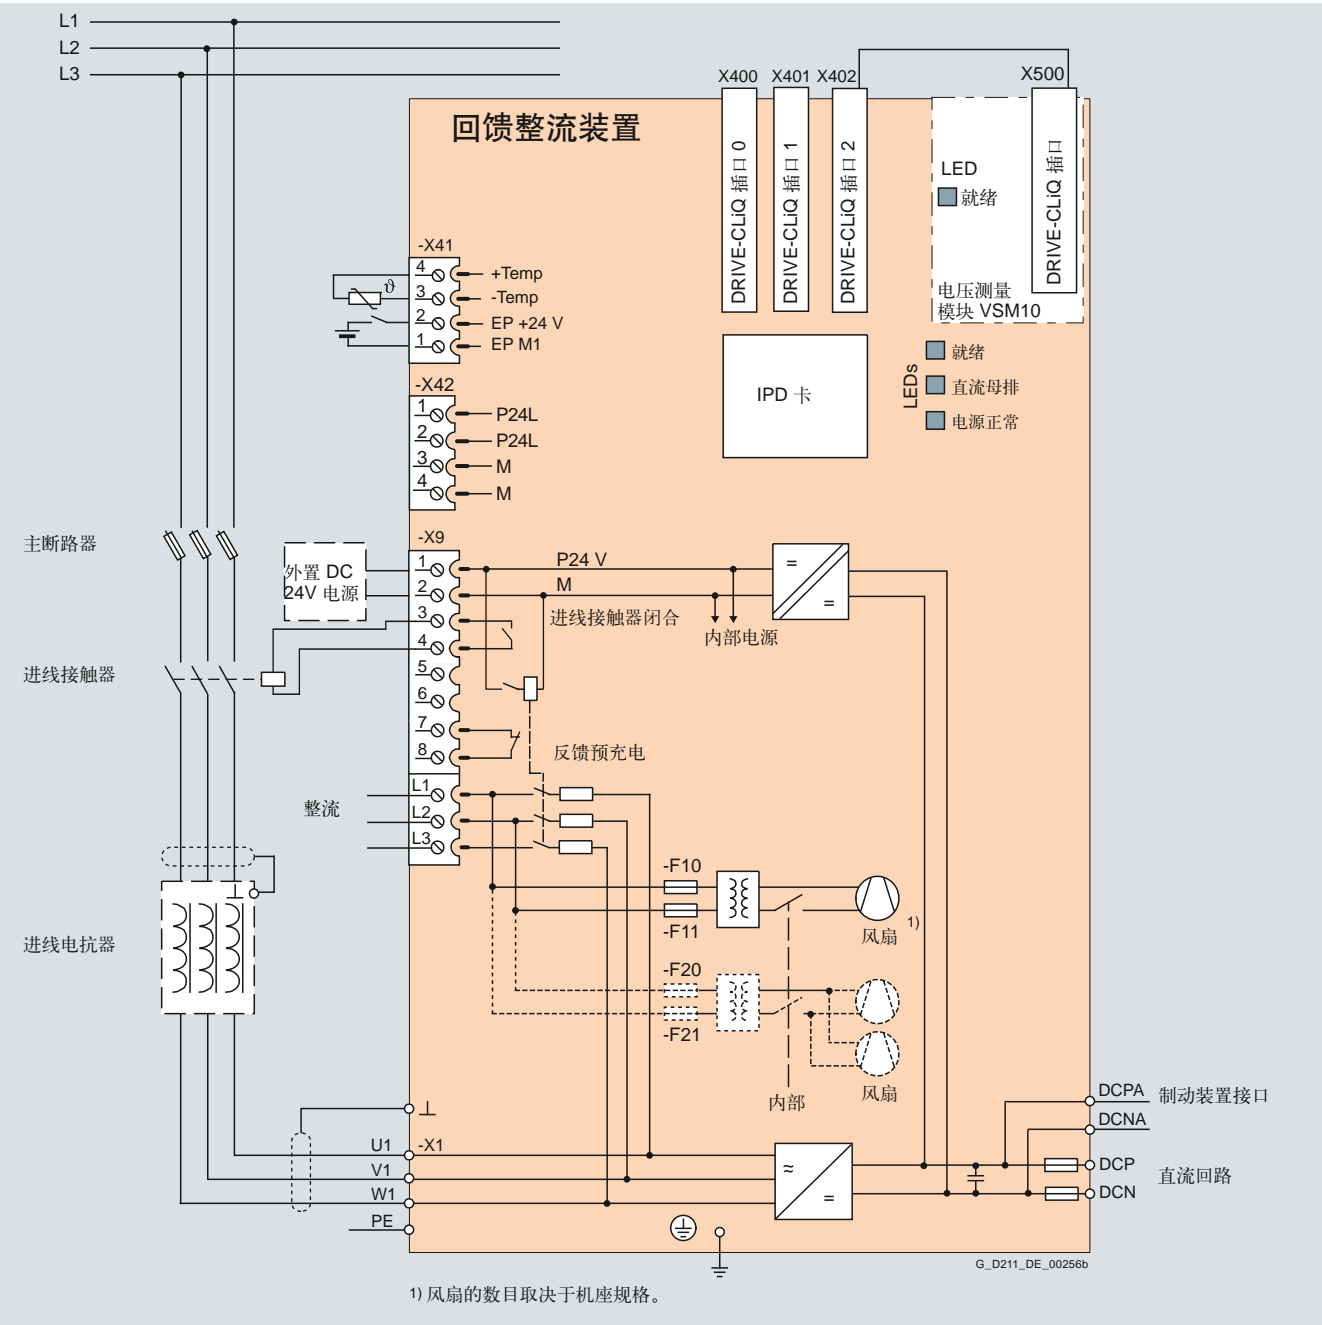 L1
L2
L3
X400
X401
X402
X500
回馈整流装置
DRIVE-CLiQ 插口 0
DRIVE-CLiQ 插口 1
DRIVE-CLiQ 插口 2
DRIVE-CLiQ 插口
LED
就绪
电压测量
模块 VSM10
-X41
4
+Temp
ϑ
3
-Temp
2
EP +24 V
1
EP M1
LEDs
就绪
直流母排
电源正常
IPD 卡
-X42
1
P24L
2
P24L
3
M
4
M
主断路器
-X9
外置 DC
24V 电源
1
P24 V
2
M
=
=
3
进线接触器闭合
内部电源
4
进线接触器
5
6
7
8
反馈预充电
整流
L1
L2
L3
-F10
-F11
风扇
1)
进线电抗器
-F20
-F21
风扇
内部
DCPA
制动装置接口
DCNA
U1
-X1
V1
W1
PE
≈
=
DCP
直流回路
DCN
G_D211_DE_00256b
1) 风扇的数目取决于机座规格。